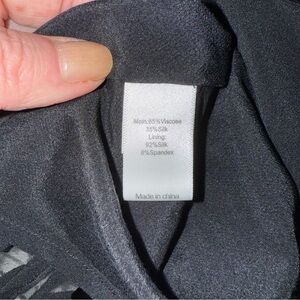 Main: 65%Viscose
35%Silk
Lining:
92%Silk
8%Spandex
Made in china